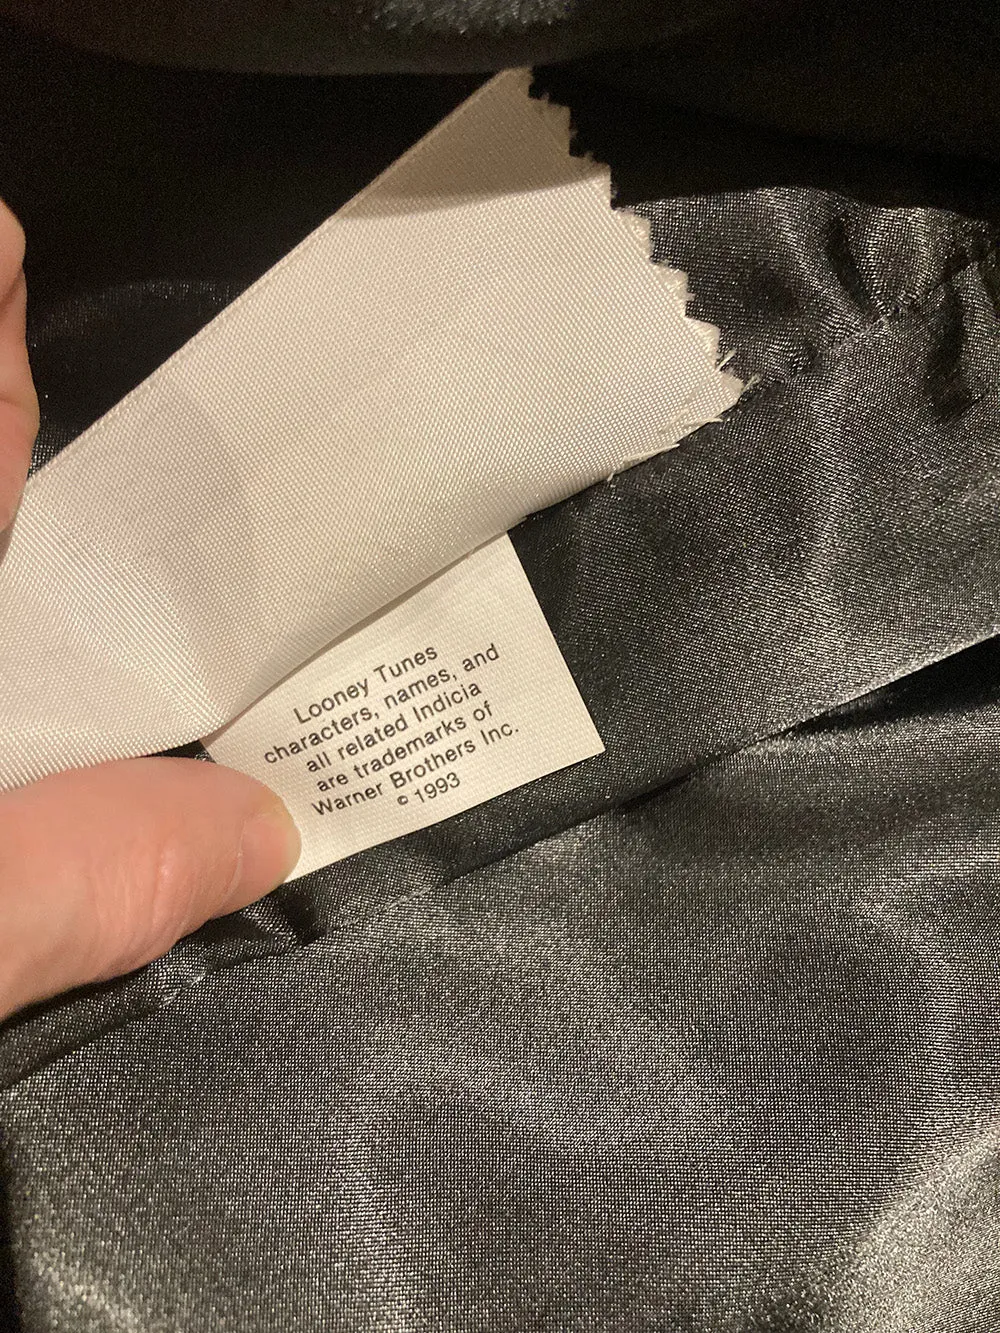 Looney Tunes
characters, names, and
all related Indicia
are trademarks of
Warner Brothers Inc.
© 1993